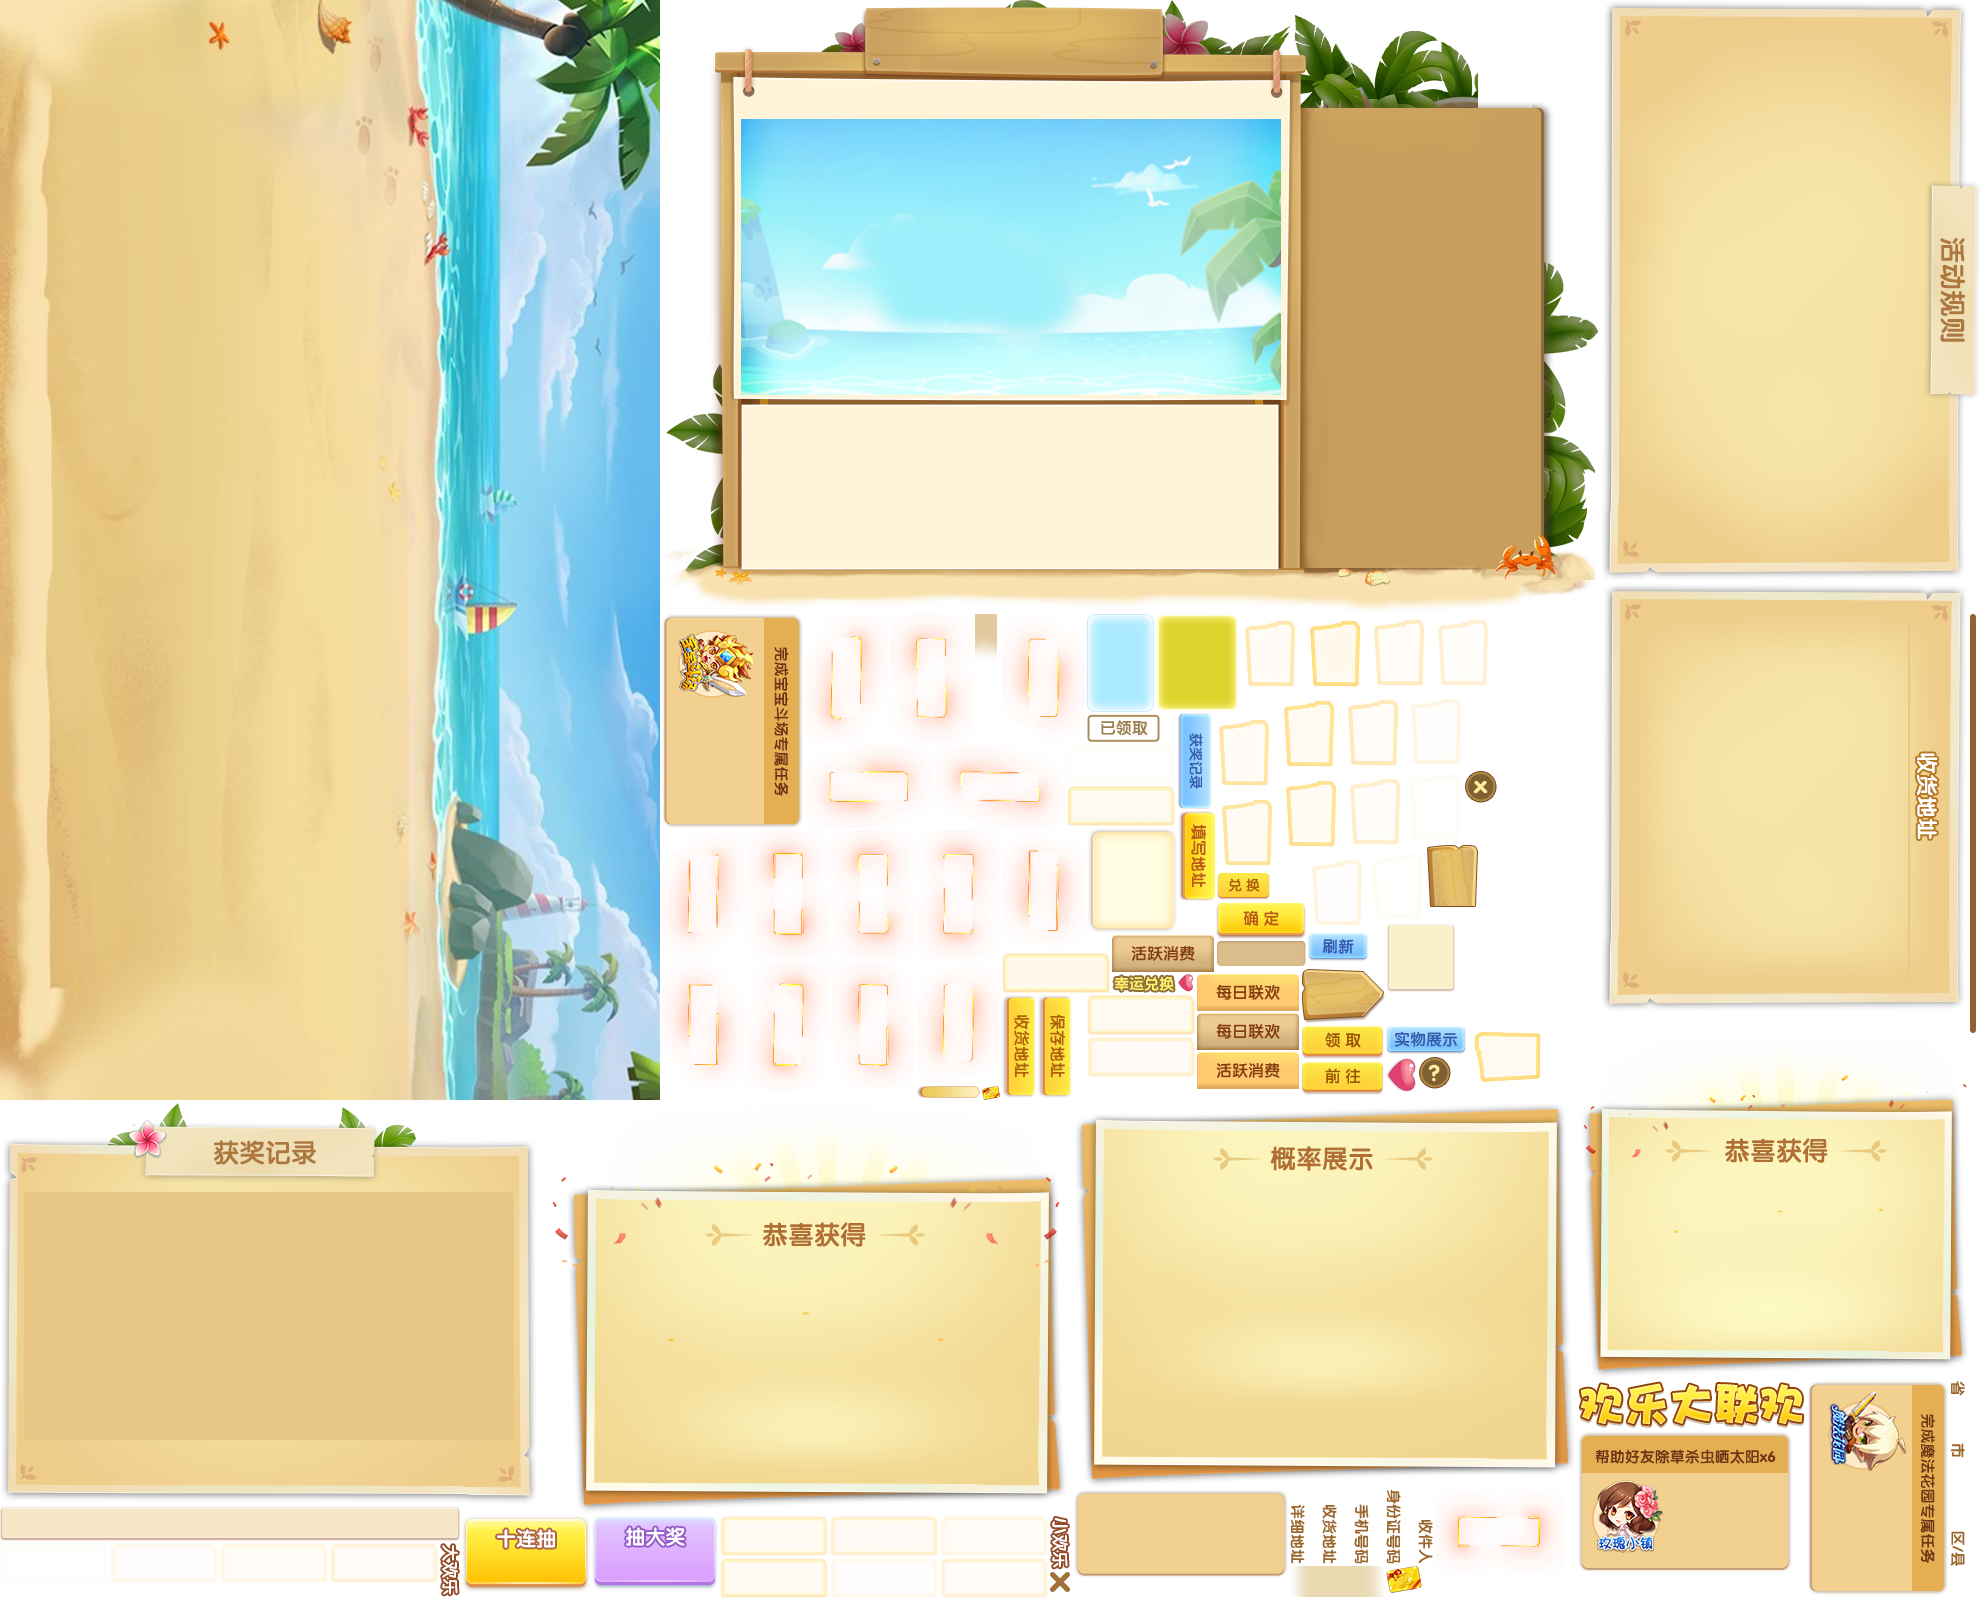 活动规则
收货地址
完成宝宝斗场专属任务
已领取
获奖记录
填写地址
兑换
确定
活跃消费
刷新
幸运兑换
每日联欢
每日联欢
活跃消费
收货地址
保存地址
领取
实物展示
前往
?
获奖记录
恭喜获得
概率展示
恭喜获得
欢乐大联欢
帮助好友除草杀虫晒太阳x6
玫瑰小镇
魔法花园
完成魔法花园专属任务
省
市
区/县
大欢乐
十连抽
抽大奖
小欢乐
详细地址
收货地址
手机号码
身份证号码
收件人